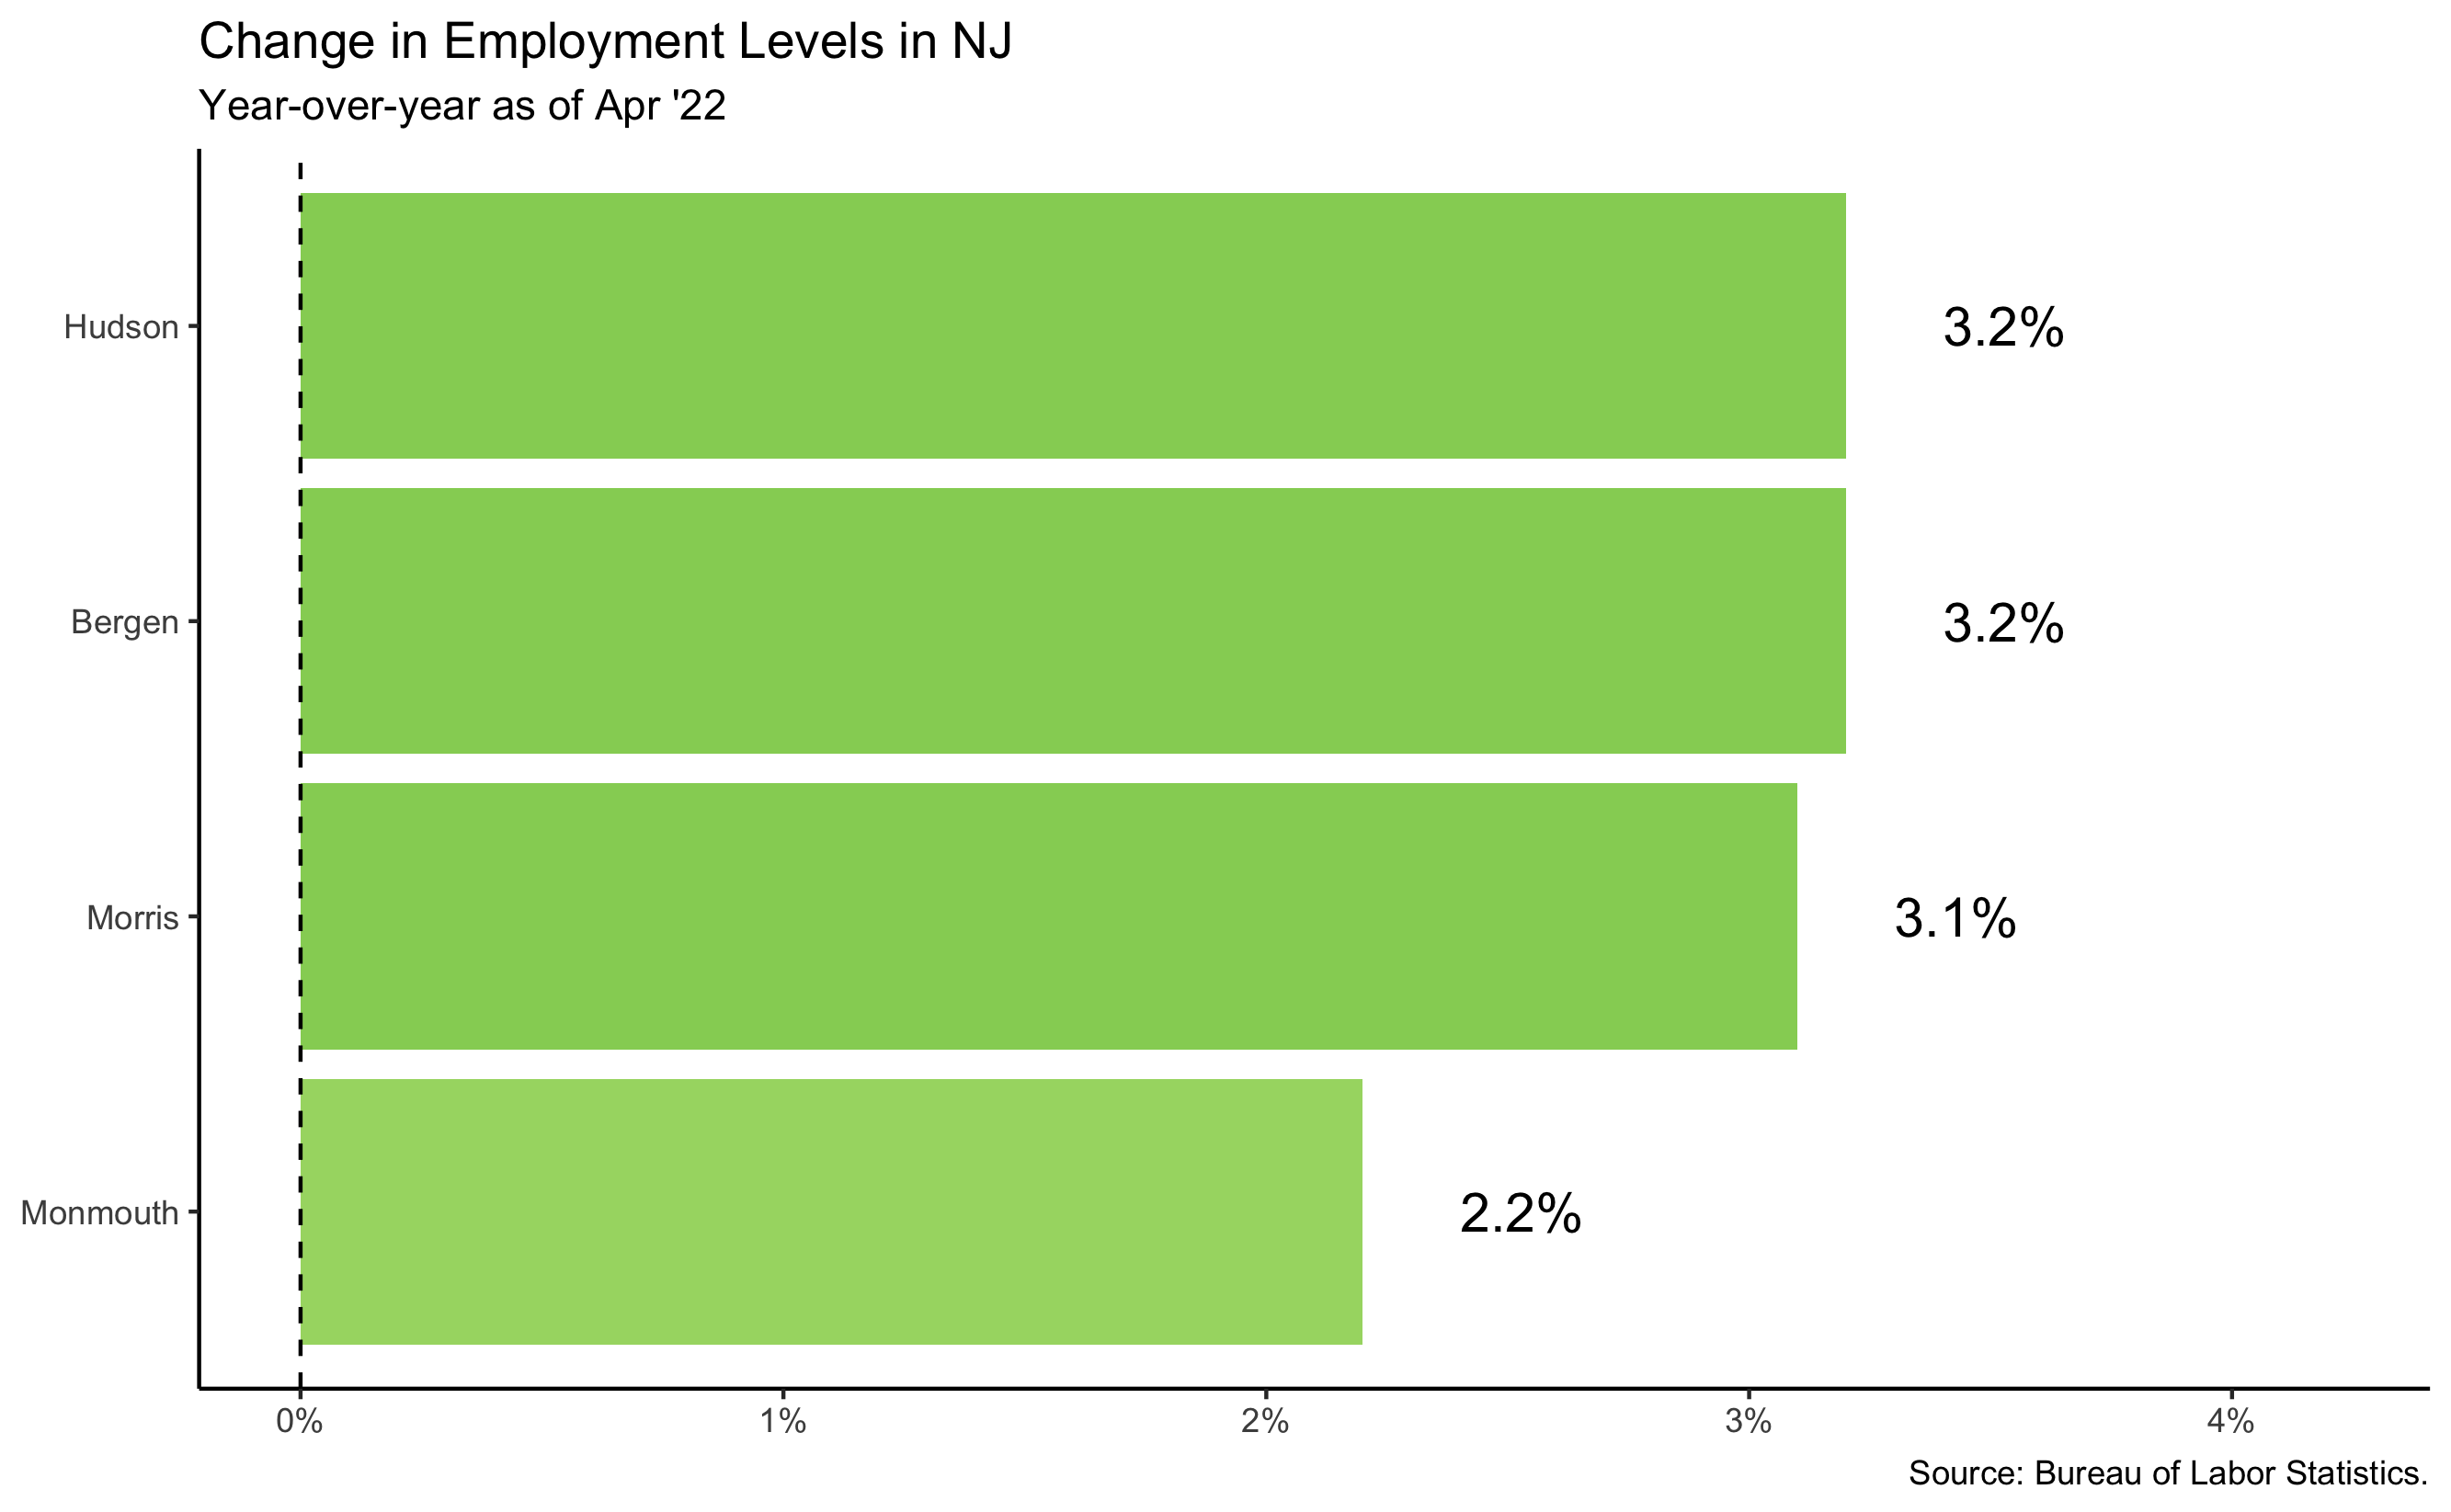 Change in Employment Levels in NJ
Year-over-year as of Apr '22
Hudson
3.2%
Bergen
3.2%
Morris
3.1%
Monmouth
2.2%
0%
1%
2%
3%
4%
Source: Bureau of Labor Statistics.